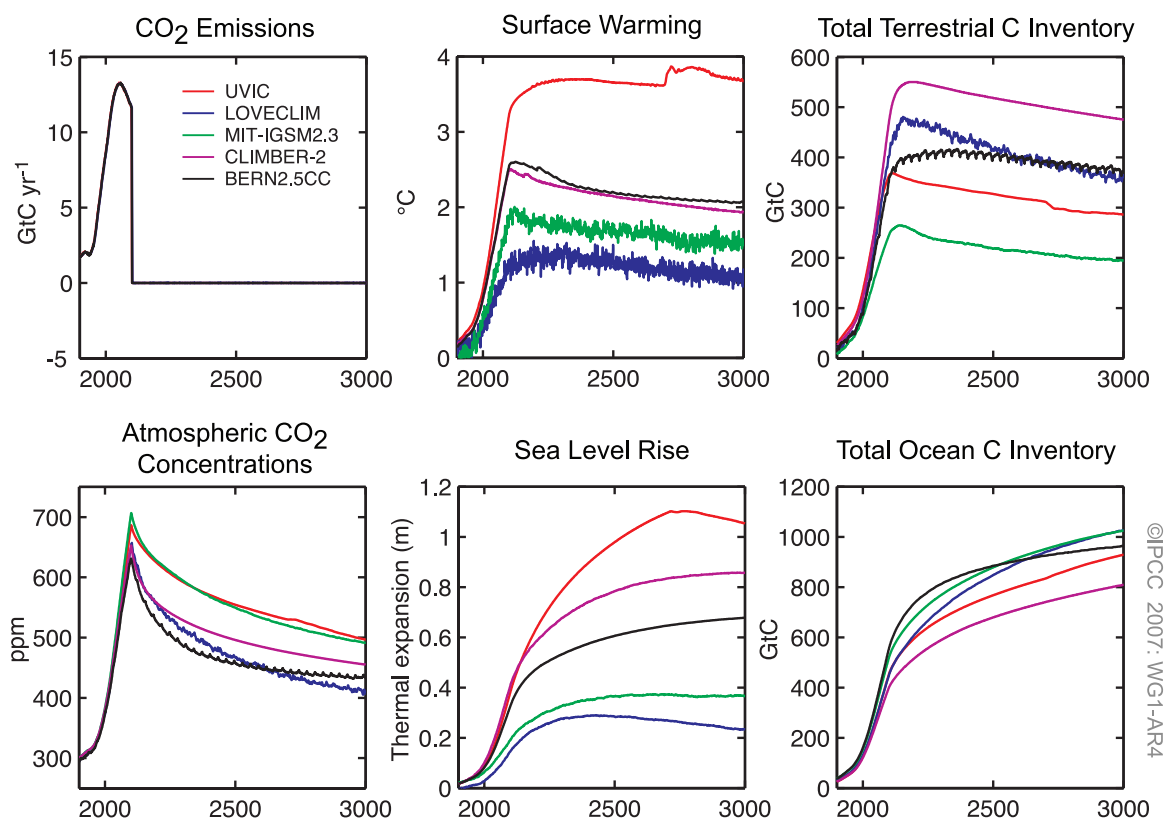 CO2 Emissions
GtC yr-1
15
10
5
0
-5
2000 2500 3000
UVIC
LOVECLIM
MIT-IGSM2.3
CLIMBER-2
BERN2.5CC
Surface Warming
°C
4
3
2
1
0
2000 2500 3000
Total Terrestrial C Inventory
GtC
600
500
400
300
200
100
0
2000 2500 3000
Atmospheric CO2
Concentrations
ppm
700
600
500
400
300
2000 2500 3000
Sea Level Rise
Thermal expansion (m)
1.2
1
0.8
0.6
0.4
0.2
0
2000 2500 3000
Total Ocean C Inventory
GtC
1200
1000
800
600
400
200
0
2000 2500 3000
©IPCC 2007: WG1-AR4